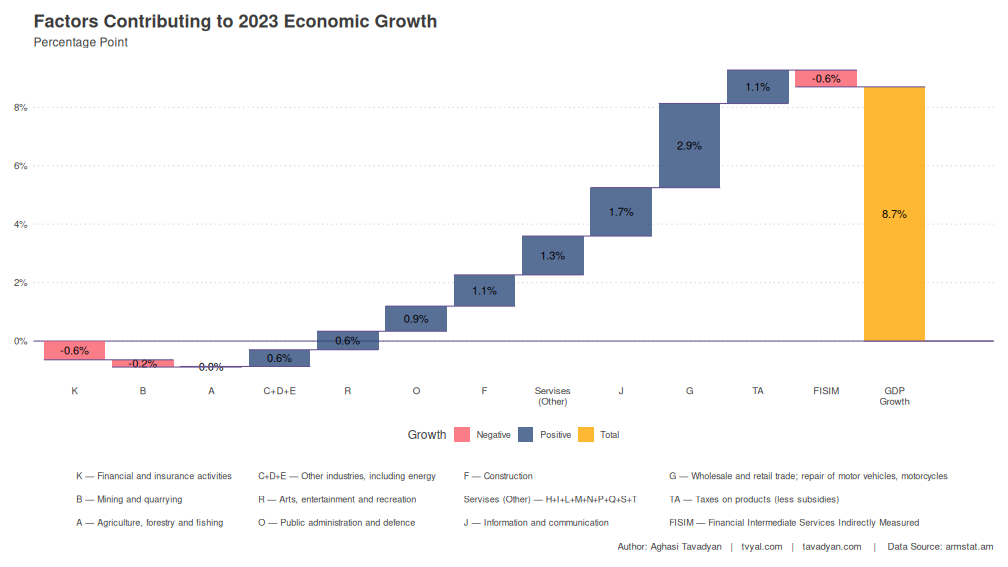 Factors Contributing to 2023 Economic Growth
Percentage Point
8%
6%
4%
2%
0%
-0.6%
-0.2%
0.0%
0.6%
0.6%
0.9%
1.1%
1.3%
1.7%
2.9%
1.1%
-0.6%
8.7%
K
B
A
C+D+E
R
O
F
Servises
(Other)
J
G
TA
FISIM
GDP
Growth
Growth
Negative
Positive
Total
K — Financial and insurance activities
B — Mining and quarrying
A — Agriculture, forestry and fishing
C+D+E — Other industries, including energy
R — Arts, entertainment and recreation
O — Public administration and defence
F — Construction
Servises (Other) — H+I+L+M+N+P+Q+S+T
J — Information and communication
G — Wholesale and retail trade; repair of motor vehicles, motorcycles
TA — Taxes on products (less subsidies)
FISIM — Financial Intermediate Services Indirectly Measured
Author: Aghasi Tavadyan | tvyal.com | tavadyan.com | Data Source: armstat.am